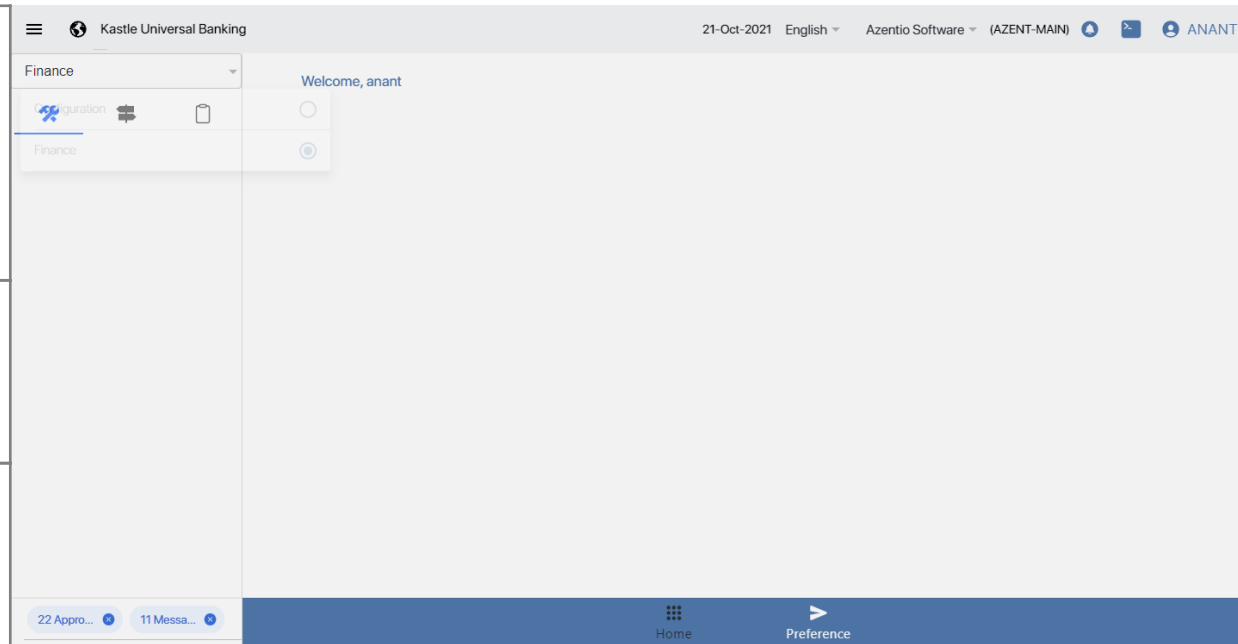 Kastle Universal Banking
21-Oct-2021 English Azentio Software (AZENT-MAIN) ANANT
Finance
Welcome, anant
Configuration
Finance
22 Appro... 11 Messa...
Home Preference